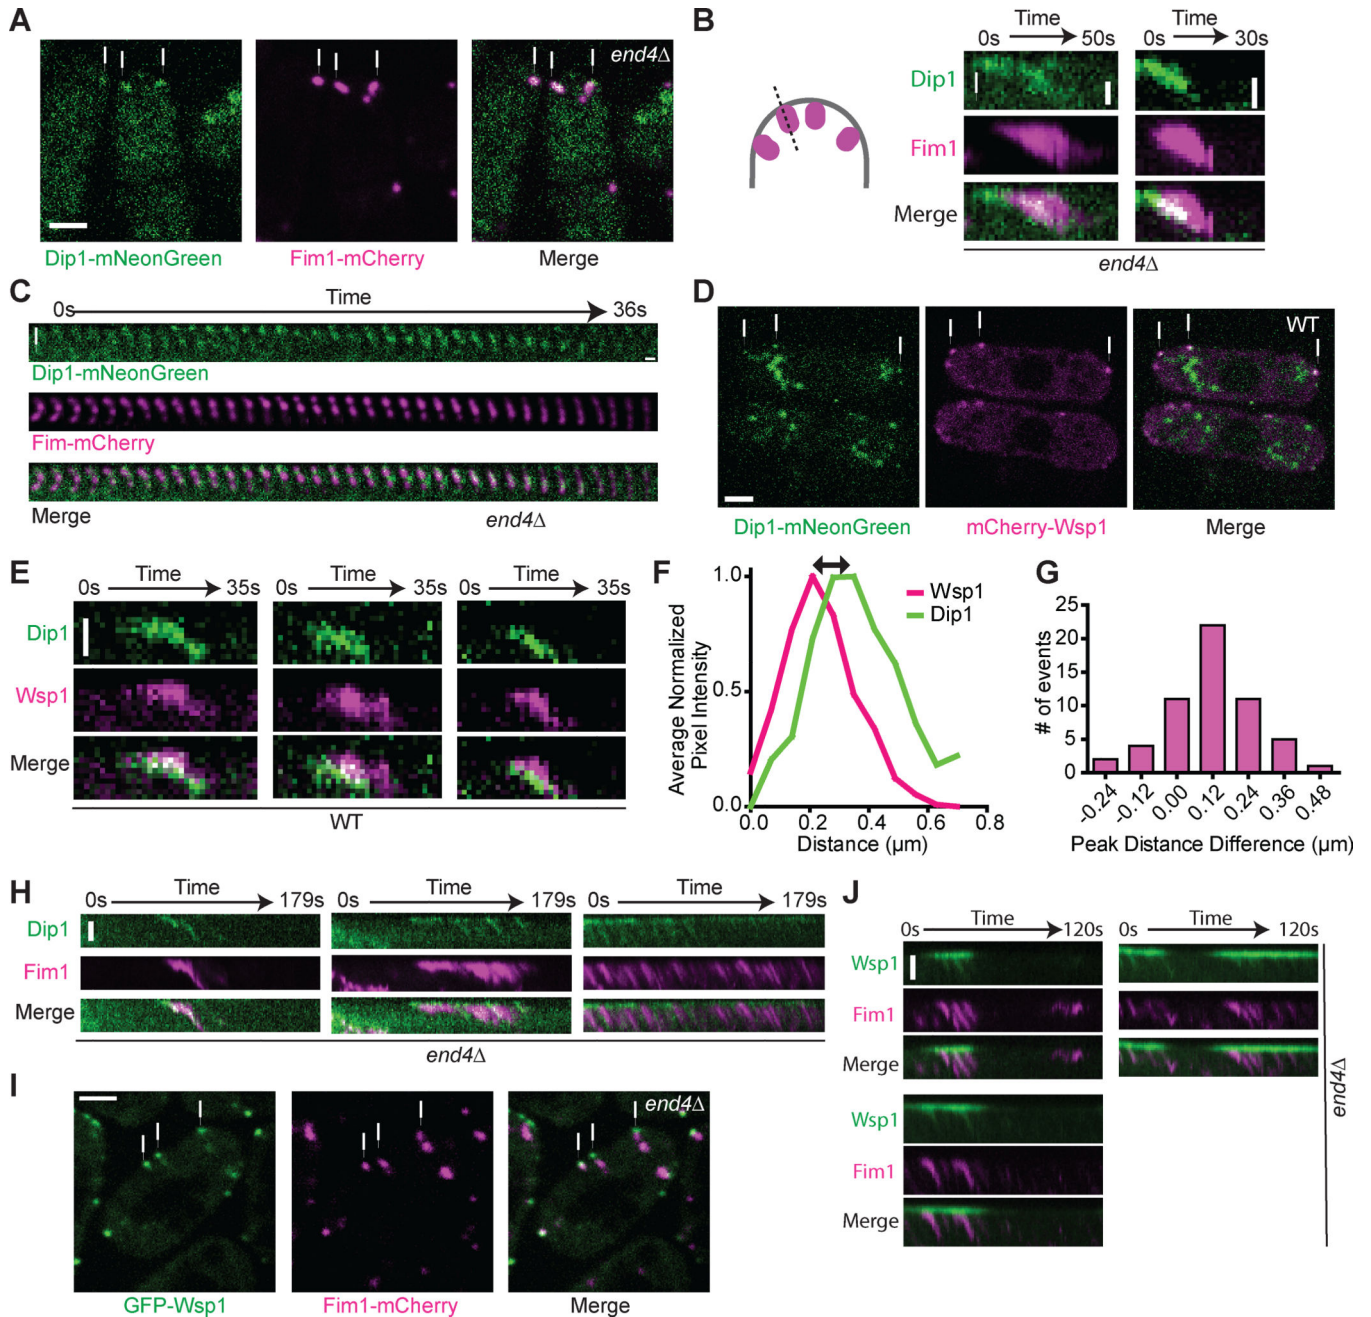 A
end4Δ
Dip1-mNeonGreen
Fim1-mCherry
Merge
B
Time
0s
50s
Time
0s
30s
Dip1
Fim1
Merge
end4Δ
C
Time
0s
36s
Dip1-mNeonGreen
Fim-mCherry
Merge
end4Δ
D
WT
Dip1-mNeonGreen
mCherry-Wsp1
Merge
E
Time
0s
35s
Time
0s
35s
Time
0s
35s
Dip1
Wsp1
Merge
WT
F
Wsp1
Dip1
Average Normalized
Pixel Intensity
1.0
0.5
0.0
0.0 0.2 0.4 0.6 0.8
Distance (µm)
G
# of events
25
20
15
10
5
0
-0.24 -0.12 0.00 0.12 0.24 0.36 0.48
Peak Distance Difference (µm)
H
Time
0s
179s
Time
0s
179s
Time
0s
179s
Dip1
Fim1
Merge
end4Δ
I
end4Δ
GFP-Wsp1
Fim1-mCherry
Merge
J
Time
0s
120s
Time
0s
120s
Wsp1
Fim1
Merge
Wsp1
Fim1
Merge
end4Δ